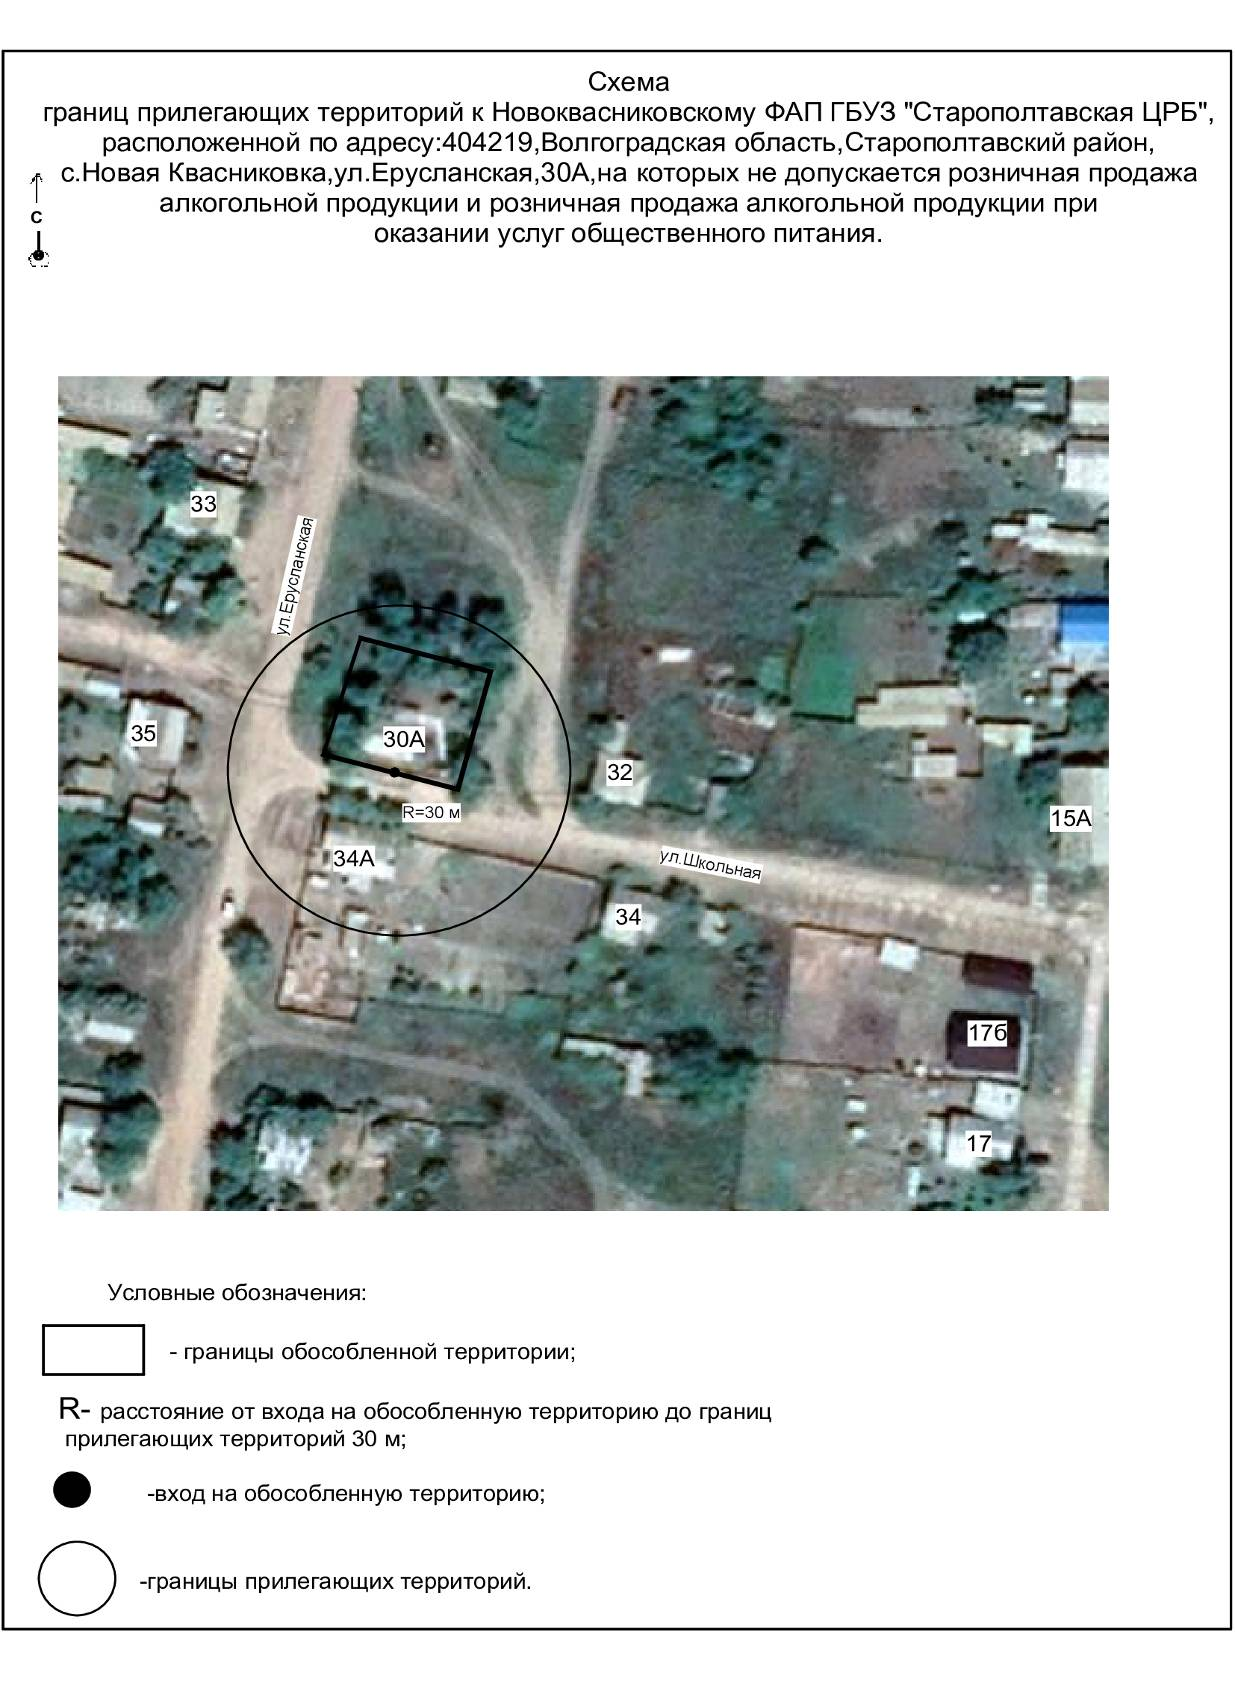 Схема
границ прилегающих территорий к Новоквасниковскому ФАП ГБУЗ "Старополтавская ЦРБ",
расположенной по адресу:404219,Волгоградская область,Старополтавский район,
с.Новая Квасниковка,ул.Ерусланская,30А,на которых не допускается розничная продажа
алкогольной продукции и розничная продажа алкогольной продукции при
оказании услуг общественного питания.
С
33
ул.Ерусланская
35
30А
32
R=30 м
15А
34А
ул.Школьная
34
17б
17
Условные обозначения:
- границы обособленной территории;
R- расстояние от входа на обособленную территорию до границ
прилегающих территорий 30 м;
-вход на обособленную территорию;
-границы прилегающих территорий.